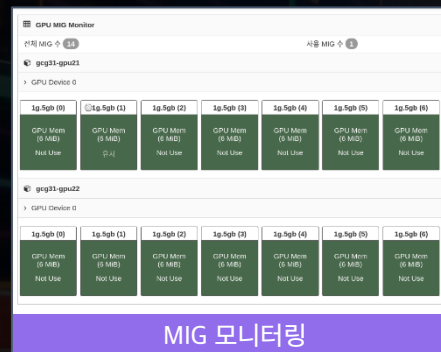 GPU MIG Monitor
전체 MIG 수 14 사용 MIG 수 1
gcg31-gpu21
> GPU Device 0
1g.5gb (0) 1g.5gb (1) 1g.5gb (2) 1g.5gb (3) 1g.5gb (4) 1g.5gb (5) 1g.5gb (6)
GPU Mem GPU Mem GPU Mem GPU Mem GPU Mem GPU Mem GPU Mem
(6 MiB) (6 MiB) (6 MiB) (6 MiB) (6 MiB) (6 MiB) (6 MiB)
Not Use Not Use Not Use Not Use Not Use Not Use
gcg31-gpu22
> GPU Device 0
1g.5gb (0) 1g.5gb (1) 1g.5gb (2) 1g.5gb (3) 1g.5gb (4) 1g.5gb (5) 1g.5gb (6)
GPU Mem GPU Mem GPU Mem GPU Mem GPU Mem GPU Mem GPU Mem
(6 MiB) (6 MiB) (6 MiB) (6 MiB) (6 MiB) (6 MiB) (6 MiB)
Not Use Not Use Not Use Not Use Not Use Not Use Not Use
MIG 모니터링